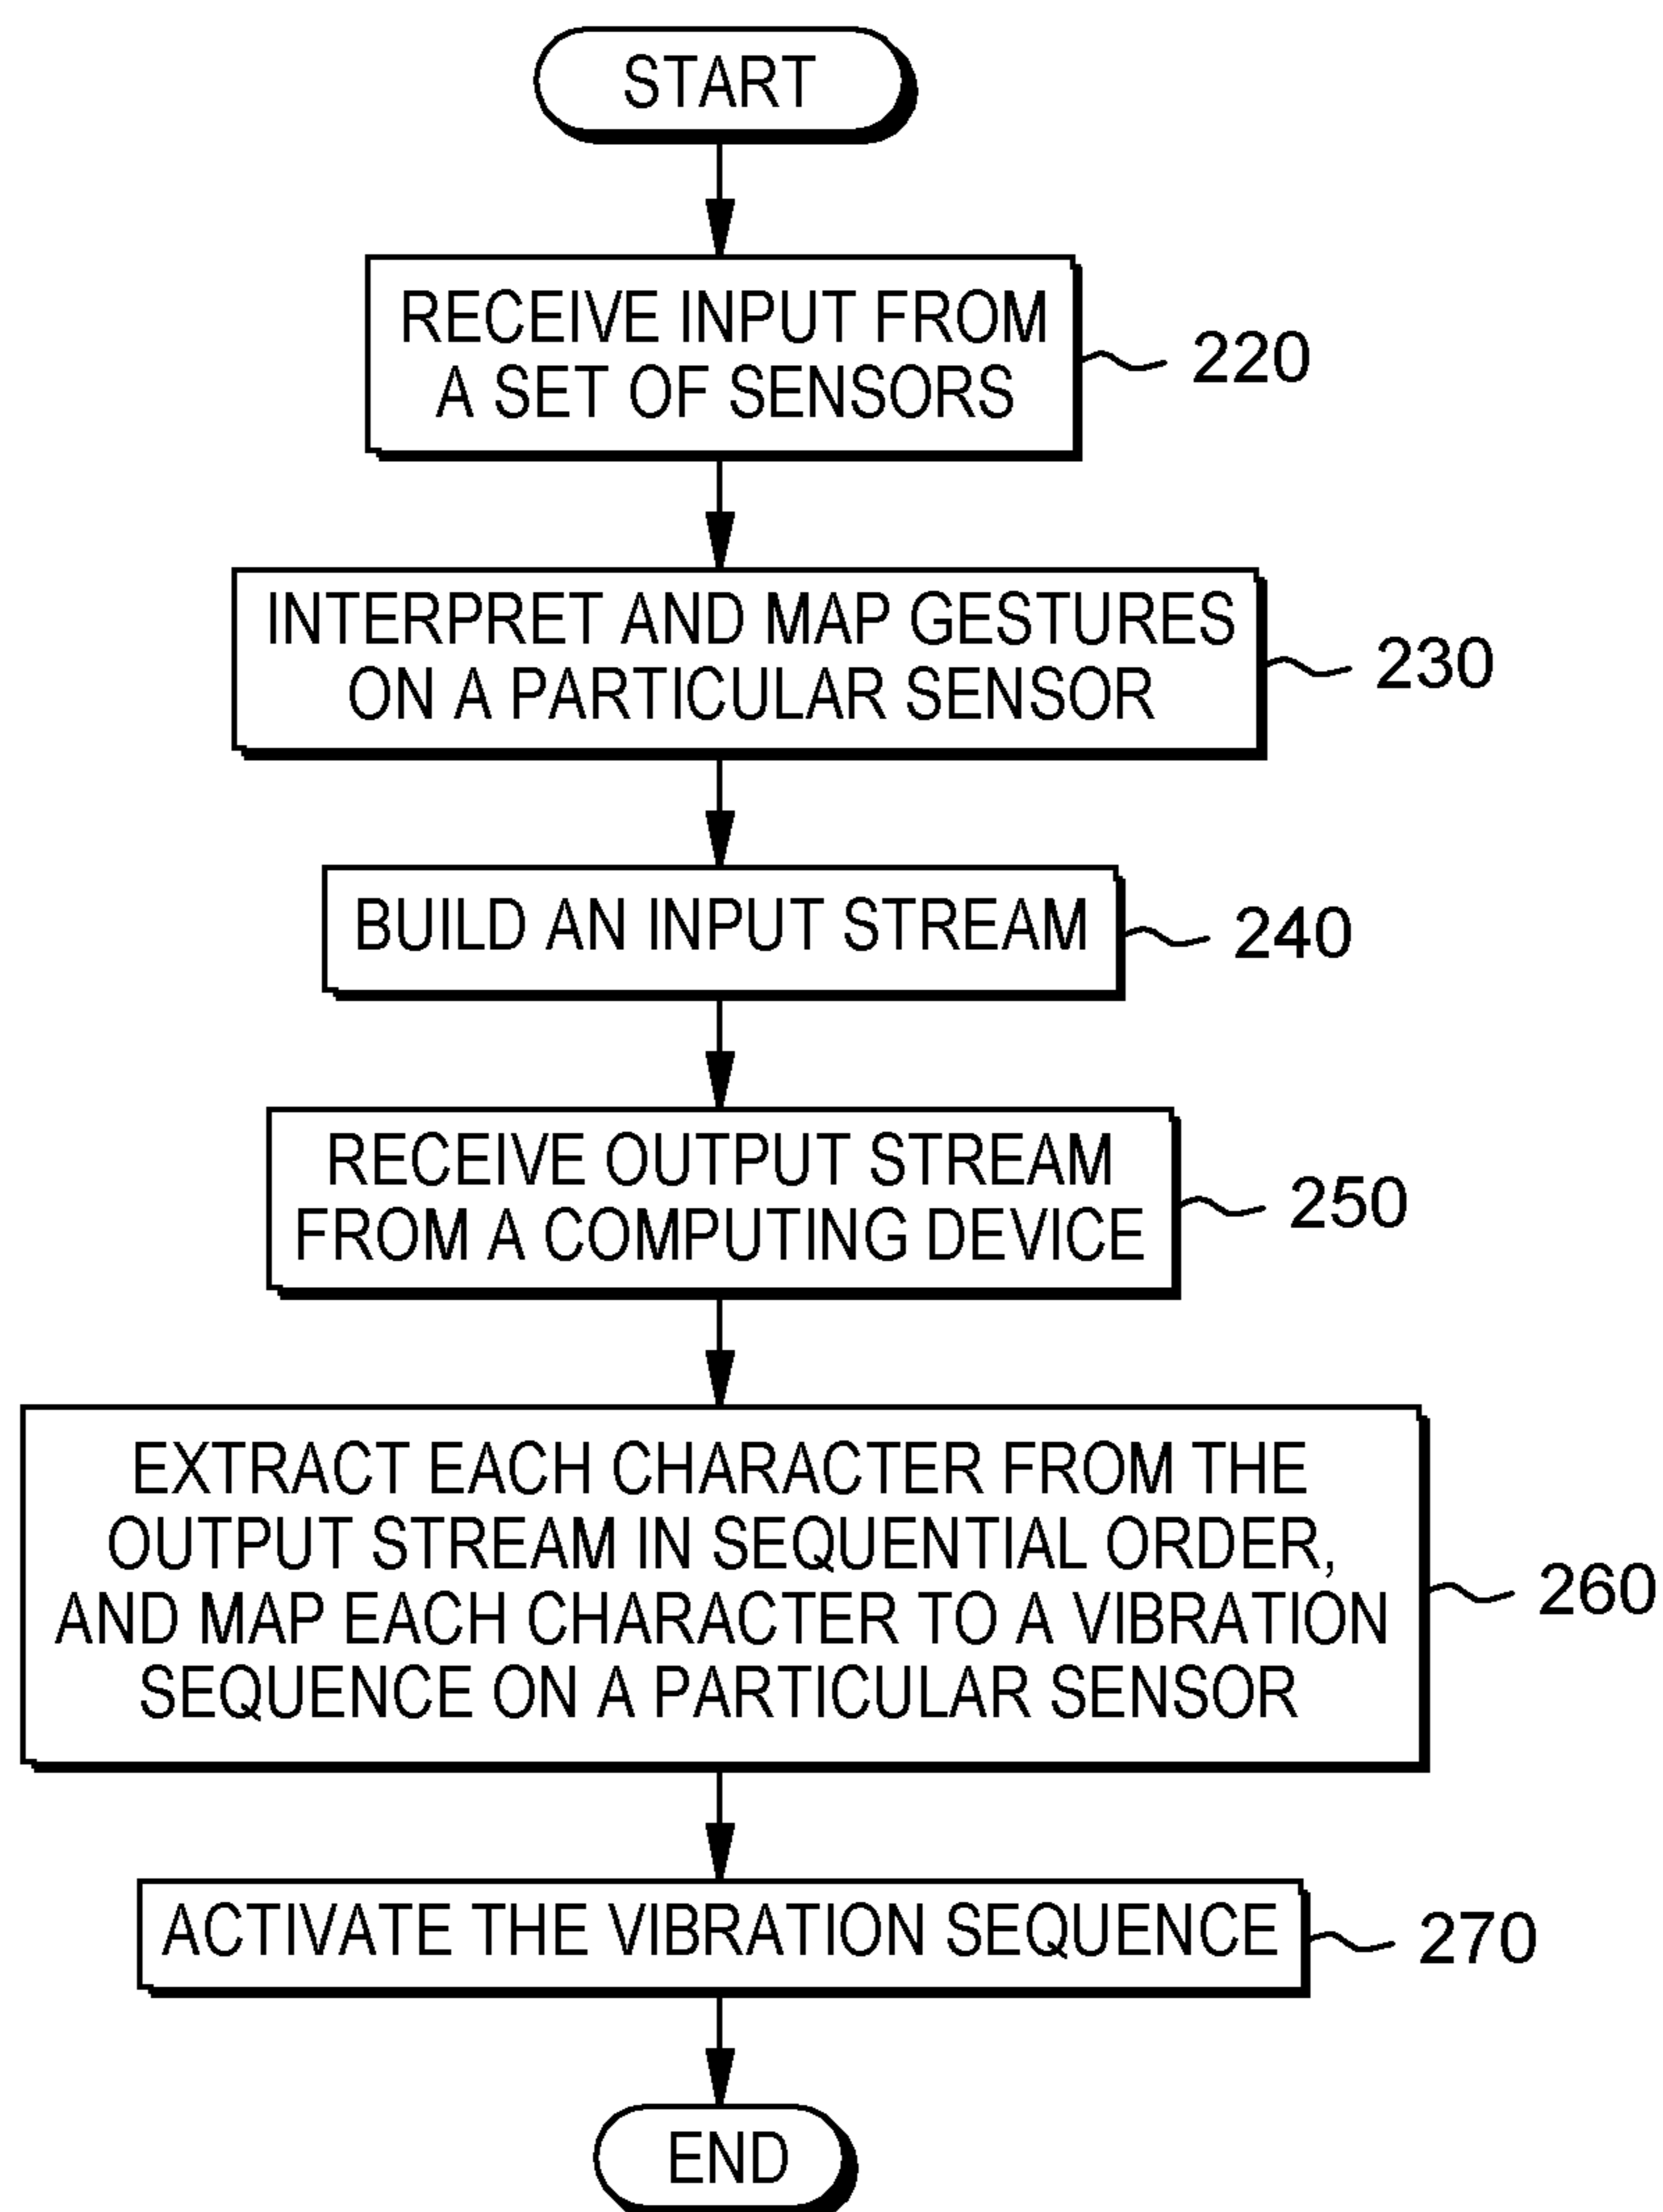 START
RECEIVE INPUT FROM
A SET OF SENSORS
220
INTERPRET AND MAP GESTURES
ON A PARTICULAR SENSOR
230
BUILD AN INPUT STREAM
240
RECEIVE OUTPUT STREAM
FROM A COMPUTING DEVICE
250
EXTRACT EACH CHARACTER FROM THE
OUTPUT STREAM IN SEQUENTIAL ORDER,
AND MAP EACH CHARACTER TO A VIBRATION
SEQUENCE ON A PARTICULAR SENSOR
260
ACTIVATE THE VIBRATION SEQUENCE
270
END